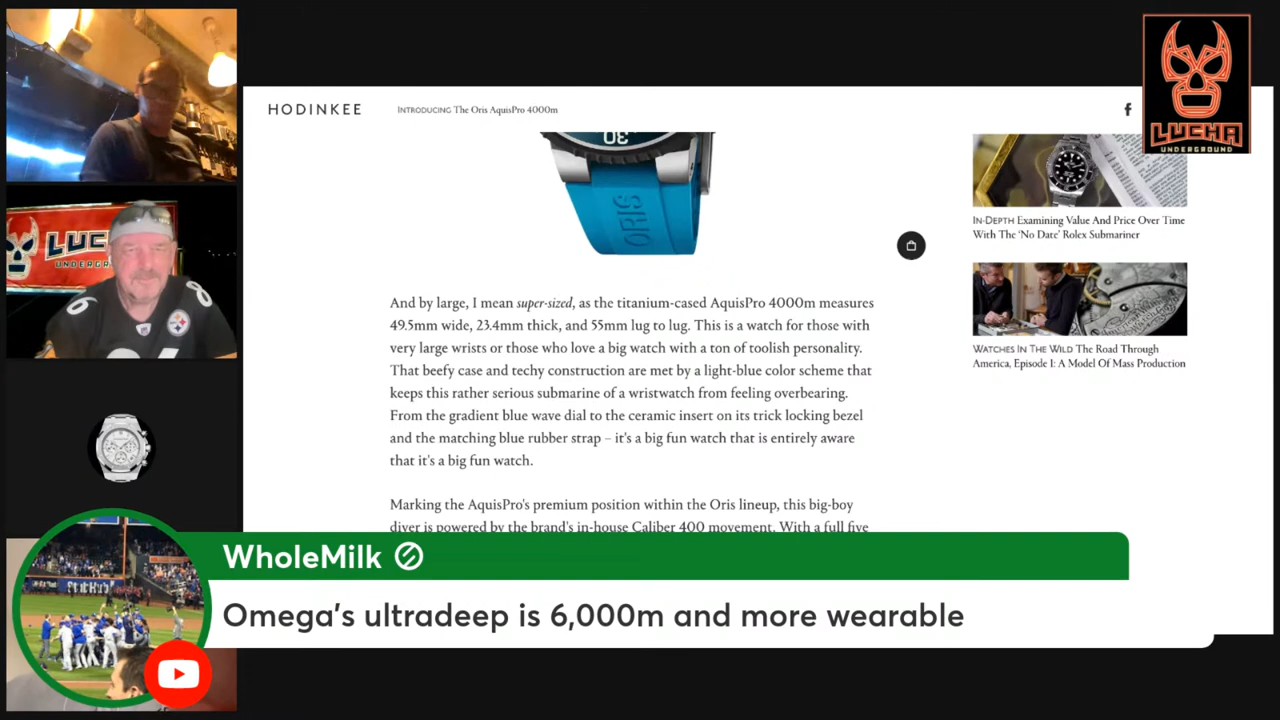 HODINKEE
INTRODUCING The Oris AquisPro 4000m
LUCHA
UNDERGROUND
30
ORIS
IN-DEPTH Examining Value And Price Over Time
With The ‘No Date’ Rolex Submariner
WATCHES IN THE WILD The Road Through
America, Episode I: A Model Of Mass Production
And by large, I mean super-sized, as the titanium-cased AquisPro 4000m measures
49.5mm wide, 23.4mm thick, and 55mm lug to lug. This is a watch for those with
very large wrists or those who love a big watch with a ton of toolish personality.
That beefy case and techy construction are met by a light-blue color scheme that
keeps this rather serious submarine of a wristwatch from feeling overbearing.
From the gradient blue wave dial to the ceramic insert on its trick locking bezel
and the matching blue rubber strap – it's a big fun watch that is entirely aware
that it's a big fun watch.
Marking the AquisPro's premium position within the Oris lineup, this big-boy
diver is powered by the brand's in-house Caliber 400 movement. With a full five
LUC
UNDERG
Steelers
WholeMilk
Omega's ultradeep is 6,000m and more wearable